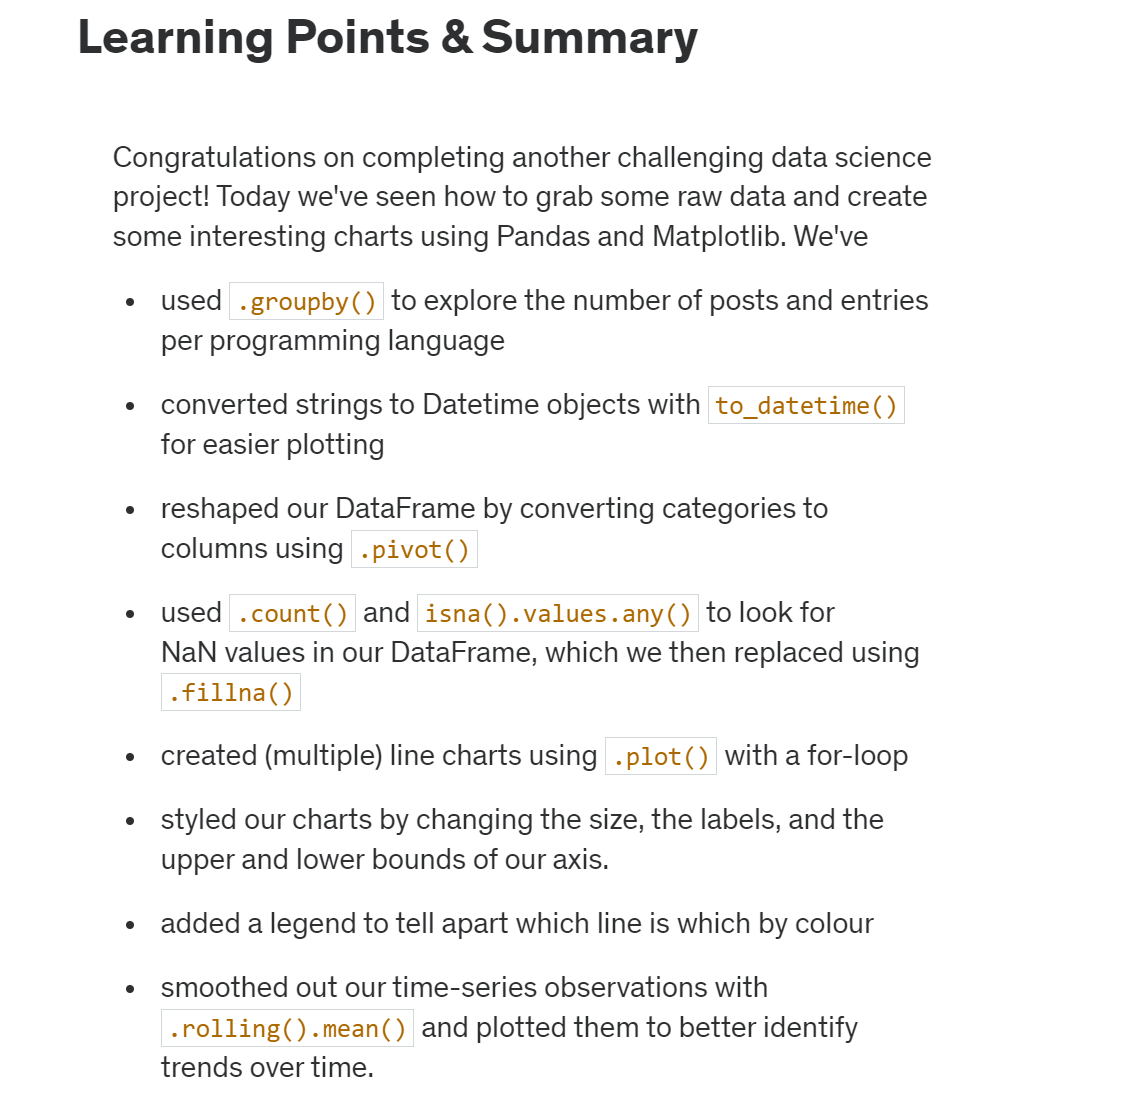 Learning Points & Summary
Congratulations on completing another challenging data science
project! Today we've seen how to grab some raw data and create
some interesting charts using Pandas and Matplotlib. We've
• used .groupby() to explore the number of posts and entries
per programming language
• converted strings to Datetime objects with to_datetime()
for easier plotting
• reshaped our DataFrame by converting categories to
columns using .pivot()
• used .count() and isna().values.any() to look for
NaN values in our DataFrame, which we then replaced using
.fillna()
• created (multiple) line charts using .plot() with a for-loop
• styled our charts by changing the size, the labels, and the
upper and lower bounds of our axis.
• added a legend to tell apart which line is which by colour
• smoothed out our time-series observations with
.rolling().mean() and plotted them to better identify
trends over time.